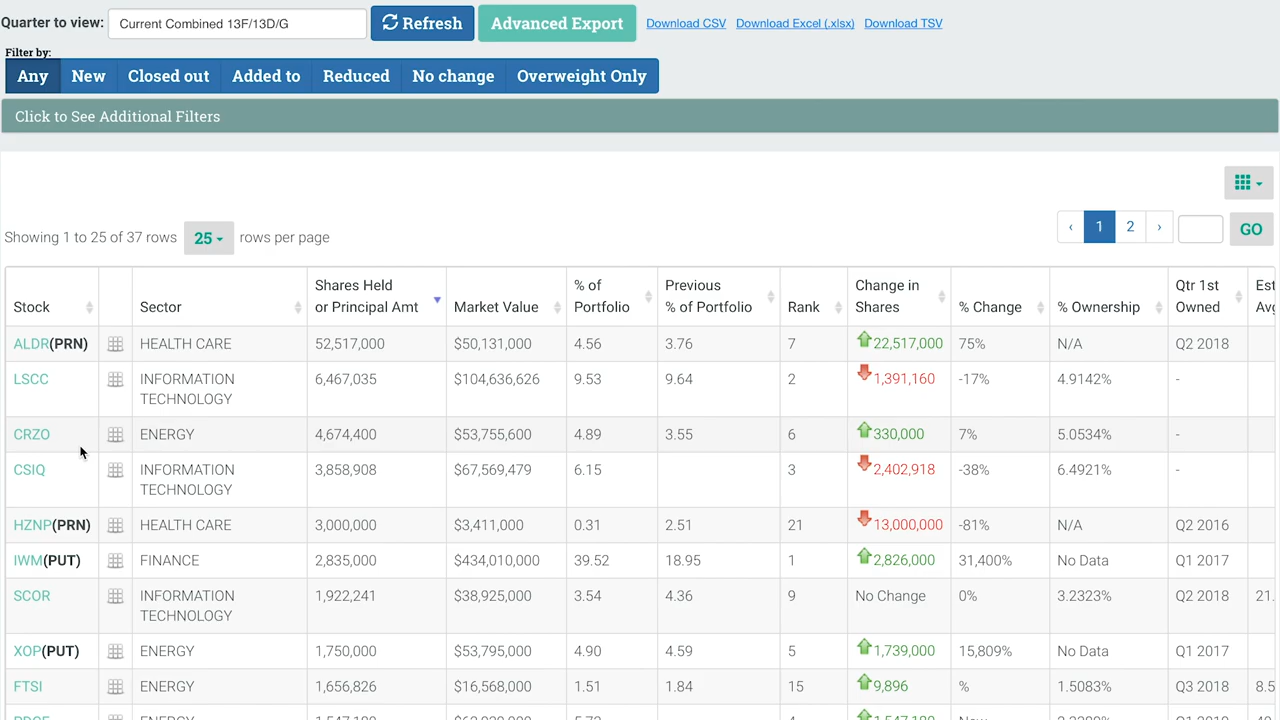 Quarter to view: Current Combined 13F/13D/G Refresh Advanced Export Download CSV Download Excel (.xlsx) Download TSV
Filter by:
Any New Closed out Added to Reduced No change Overweight Only
Click to See Additional Filters
Showing 1 to 25 of 37 rows 25 rows per page ‹ 1 2 › GO
Stock Sector Shares Held or Principal Amt Market Value % of Portfolio Previous % of Portfolio Rank Change in Shares % Change % Ownership Qtr 1st Owned Est
ALDR(PRN) HEALTH CARE 52,517,000 $50,131,000 4.56 3.76 7 22,517,000 75% N/A Q2 2018
LSCC INFORMATION TECHNOLOGY 6,467,035 $104,636,626 9.53 9.64 2 1,391,160 -17% 4.9142% -
CRZO ENERGY 4,674,400 $53,755,600 4.89 3.55 6 330,000 7% 5.0534% -
CSIQ INFORMATION TECHNOLOGY 3,858,908 $67,569,479 6.15 3 2,402,918 -38% 6.4921% -
HZNP(PRN) HEALTH CARE 3,000,000 $3,411,000 0.31 2.51 21 13,000,000 -81% N/A Q2 2016
IWM(PUT) FINANCE 2,835,000 $434,010,000 39.52 18.95 1 2,826,000 31,400% No Data Q1 2017
SCOR INFORMATION TECHNOLOGY 1,922,241 $38,925,000 3.54 4.36 9 No Change 0% 3.2323% Q2 2018 21.
XOP(PUT) ENERGY 1,750,000 $53,795,000 4.90 4.59 5 1,739,000 15,809% No Data Q1 2017
FTSI ENERGY 1,656,826 $16,568,000 1.51 1.84 15 9,896 % 1.5083% Q3 2018 8.5